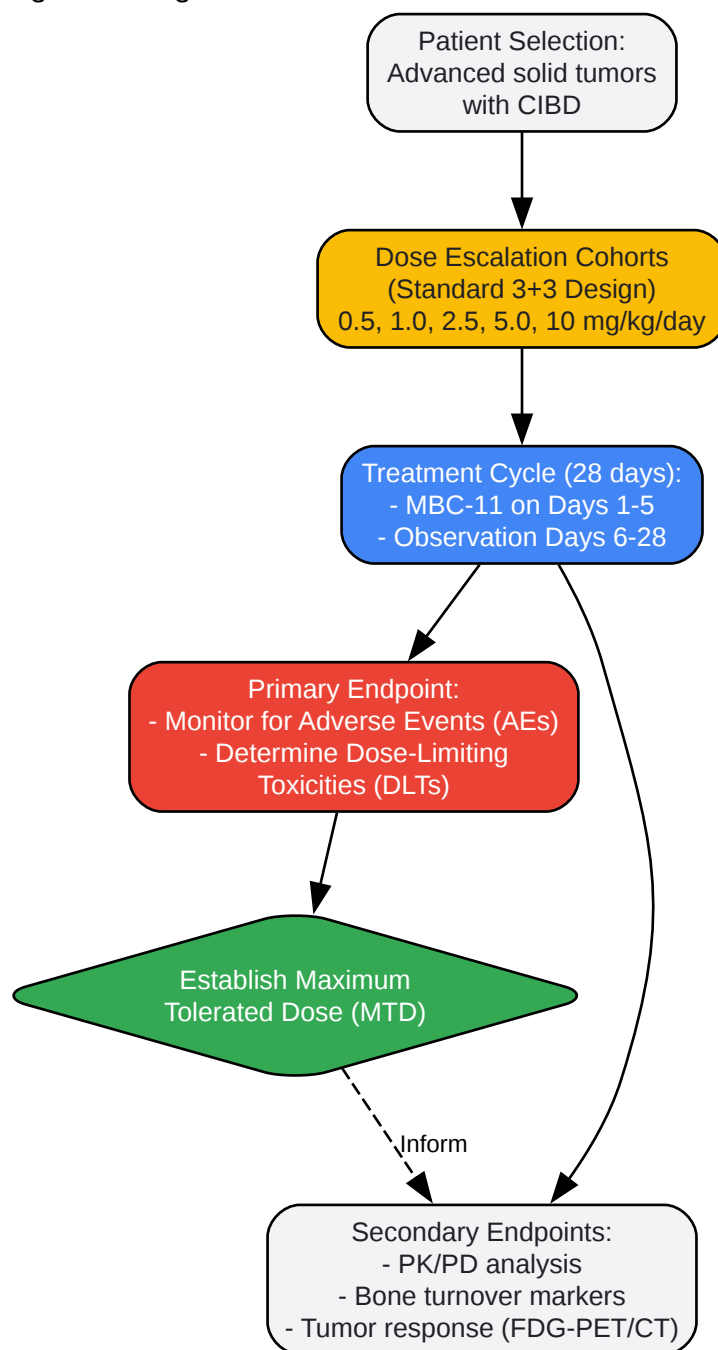 Patient Selection:
Advanced solid tumors
with CIBD
Dose Escalation Cohorts
(Standard 3+3 Design)
0.5, 1.0, 2.5, 5.0, 10 mg/kg/day
Treatment Cycle (28 days):
- MBC-11 on Days 1-5
- Observation Days 6-28
Primary Endpoint:
- Monitor for Adverse Events (AEs)
- Determine Dose-Limiting
Toxicities (DLTs)
Establish Maximum
Tolerated Dose (MTD)
Inform
Secondary Endpoints:
- PK/PD analysis
- Bone turnover markers
- Tumor response (FDG-PET/CT)